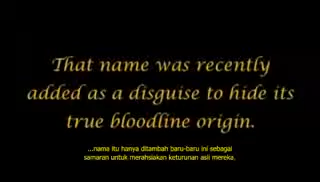 That name was recently
added as a disguise to hide its
true bloodline origin.
...nama itu hanya ditambah baru-baru ini sebagai
samaran untuk merahsiakan keturunan asli mereka.